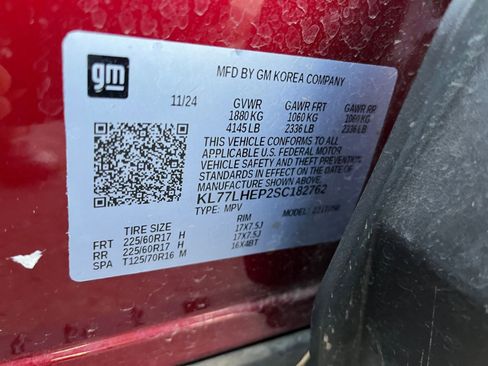 gm
MFD BY GM KOREA COMPANY
11/24 GVWR GAWR FRT GAWR RR
1880 KG 1060 KG 1060 KG
4145 LB 2336 LB 2336 LB
THIS VEHICLE CONFORMS TO ALL
APPLICABLE U.S. FEDERAL MOTOR
VEHICLE SAFETY AND THEFT PREVENTION
STANDARDS IN EFFECT ON THE DATE OF
MANUFACTURE SHOWN ABOVE.
KL77LHEP2SC182762
TYPE: MPV MODEL:
TIRE SIZE RIM
FRT 225/60R17 H 17X7.5J
RR 225/60R17 H 17X7.5J
SPA T125/70R16 M 16X4BT